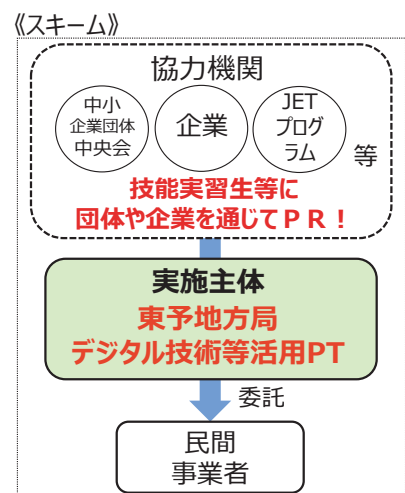 《スキーム》
協力機関
中小
企業団体
中央会
企業
JET
プログ
ラム
等
技能実習生等に
団体や企業を通じてＰＲ！
実施主体
東予地方局
デジタル技術等活用PT
委託
民間
事業者